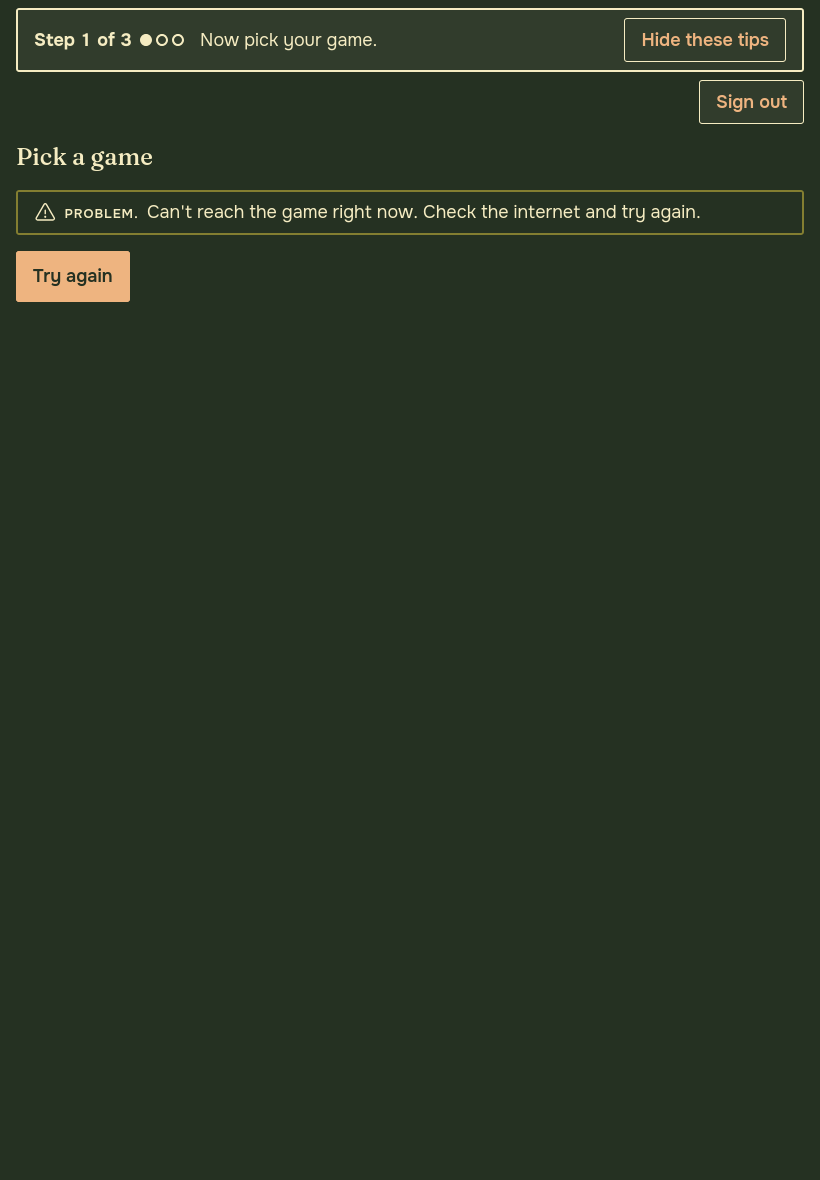 Step 1 of 3 Now pick your game. Hide these tips
Sign out
Pick a game
PROBLEM. Can't reach the game right now. Check the internet and try again.
Try again